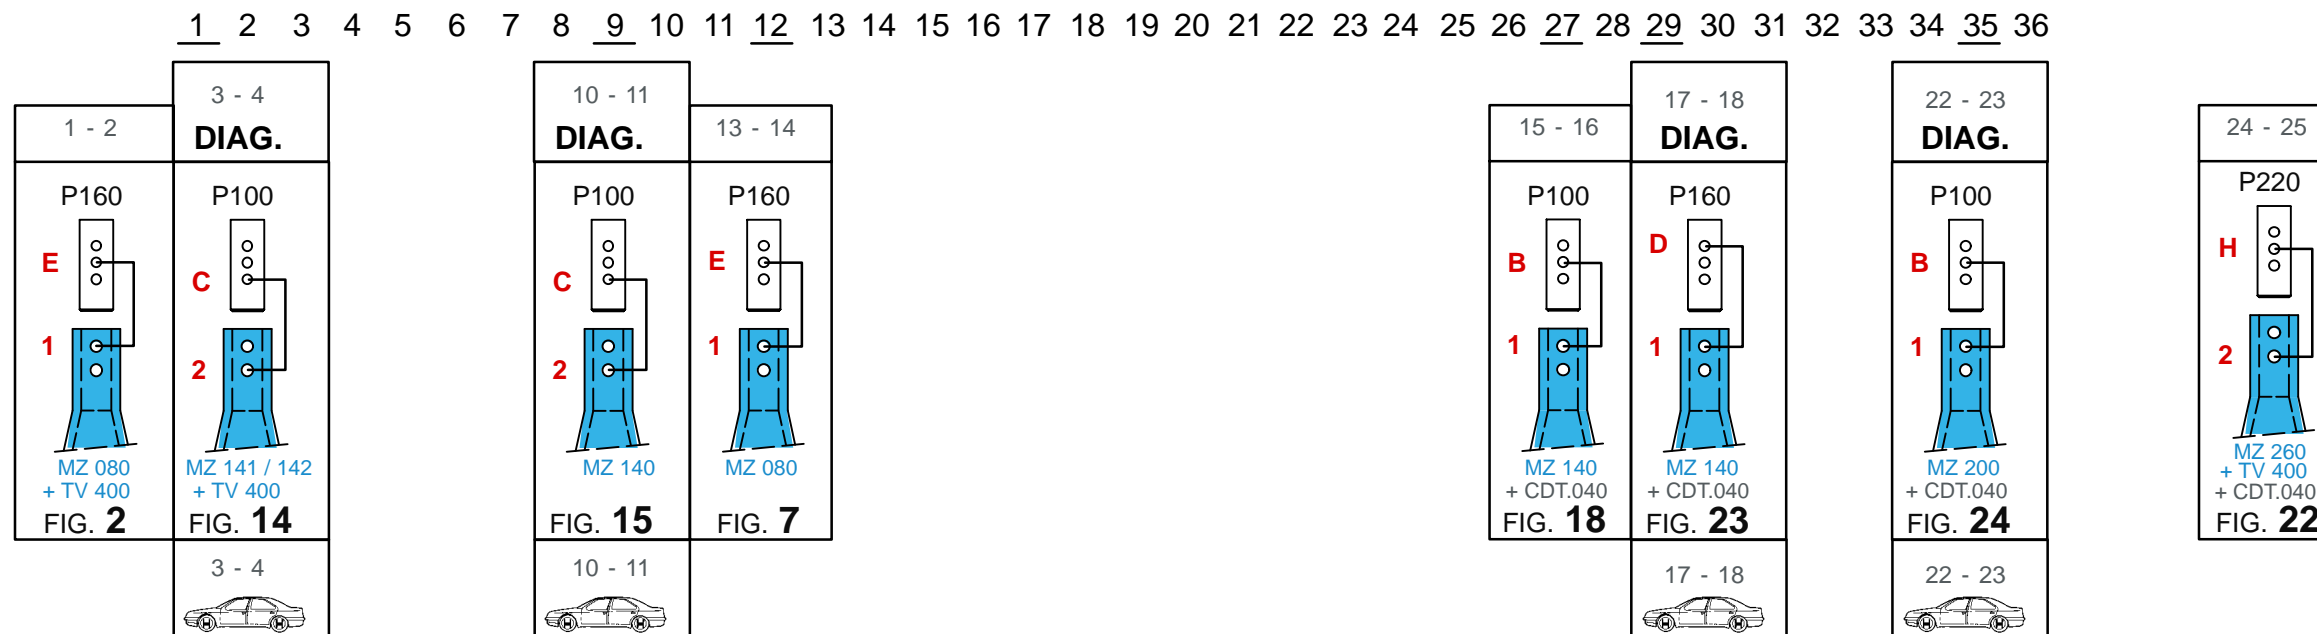 1 2 3 4 5 6 7 8 9 10 11 12 13 14 15 16 17 18 19 20 21 22 23 24 25 26 27 28 29 30 31 32 33 34 35 36
1 - 2
P160
E
1
MZ 080
+ TV 400
FIG. 2
3 - 4
DIAG.
P100
C
2
MZ 141 / 142
+ TV 400
FIG. 14
3 - 4
10 - 11
DIAG.
P100
C
2
MZ 140
FIG. 15
10 - 11
13 - 14
P160
E
1
MZ 080
FIG. 7
15 - 16
P100
B
1
MZ 140
+ CDT.040
FIG. 18
17 - 18
DIAG.
P160
D
1
MZ 140
+ CDT.040
FIG. 23
17 - 18
22 - 23
DIAG.
P100
B
1
MZ 200
+ CDT.040
FIG. 24
22 - 23
24 - 25
P220
H
2
MZ 260
+ TV 400
+ CDT.040
FIG. 22